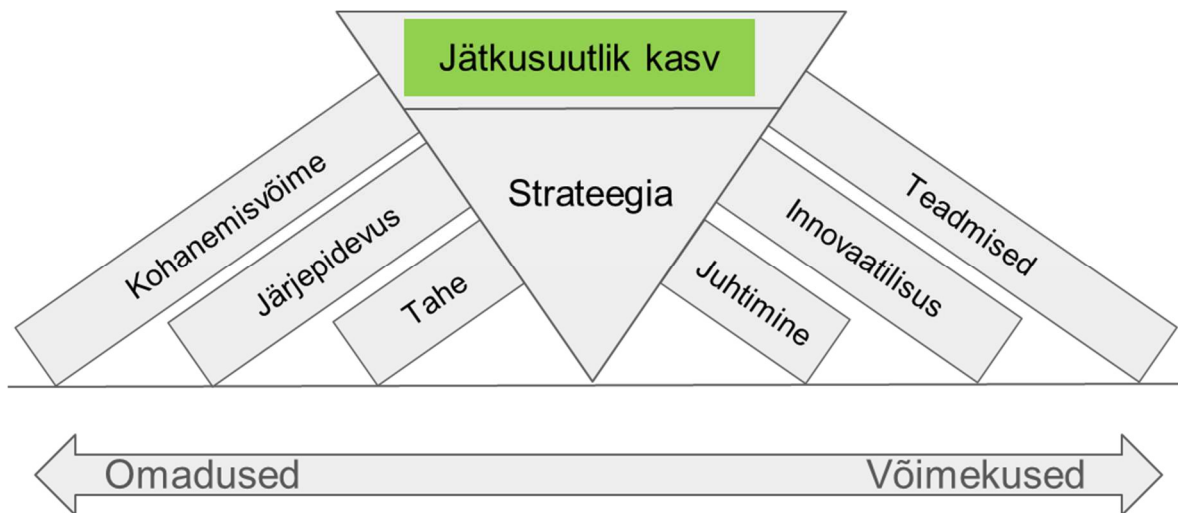 Jätkusuutlik kasv
Strateegia
Kohanemisvõime
Järjepidevus
Tahe
Juhtimine
Innovaatilisus
Teadmised
Omadused
Võimekused